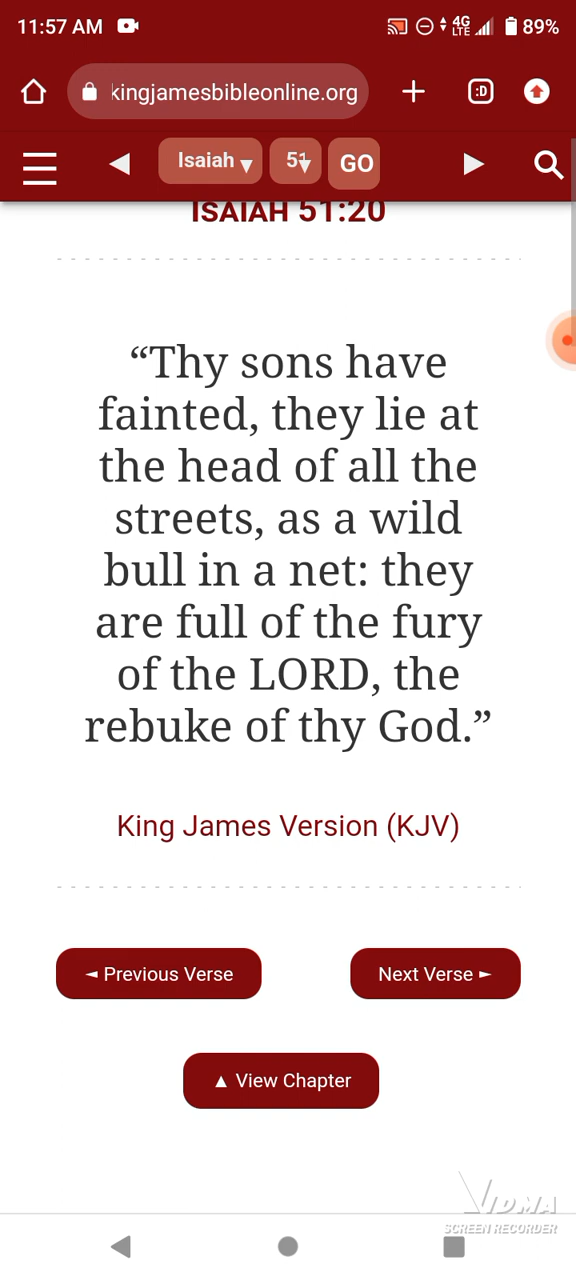 11:57 AM 4G LTE 89%
kingjamesbibleonline.org :D
Isaiah 51 GO
ISAIAH 51:20
“Thy sons have
fainted, they lie at
the head of all the
streets, as a wild
bull in a net: they
are full of the fury
of the LORD, the
rebuke of thy God.”
King James Version (KJV)
◄ Previous Verse Next Verse ►
▲ View Chapter
VIDMA
SCREEN RECORDER